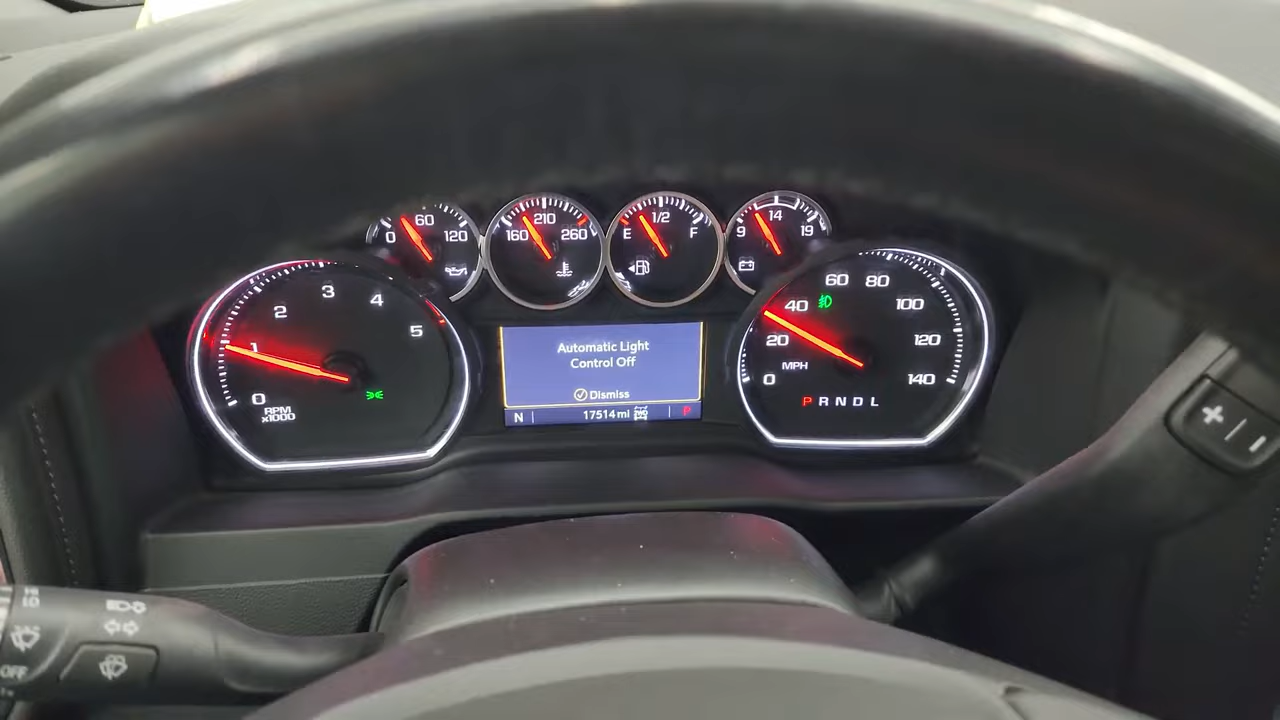 0 60 120
160 210 260
E 1/2 F
9 14 19
0 1 2 3 4 5
RPM
x1000
Automatic Light
Control Off
Dismiss
N 17514 mi P
0 20 40 60 80 100 120 140
MPH
P R N D L
+ -
OFF